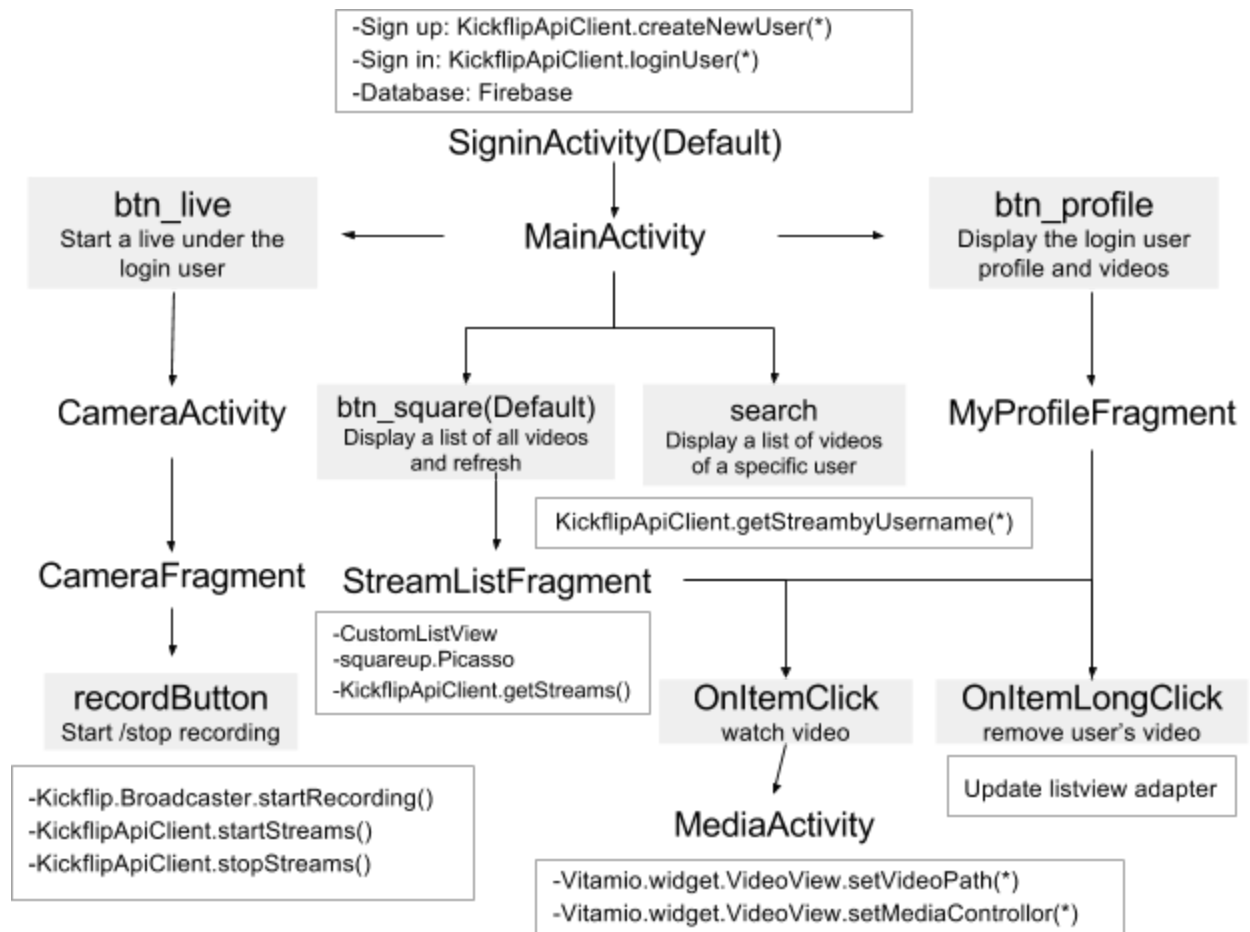 -Sign up: KickflipApiClient.createNewUser(*)
-Sign in: KickflipApiClient.loginUser(*)
-Database: Firebase
SigninActivity(Default)
btn_live
Start a live under the
login user
MainActivity
btn_profile
Display the login user
profile and videos
CameraActivity
btn_square(Default)
Display a list of all videos
and refresh
search
Display a list of videos
of a specific user
MyProfileFragment
KickflipApiClient.getStreambyUsername(*)
CameraFragment
StreamListFragment
-CustomListView
-squareup.Picasso
-KickflipApiClient.getStreams()
recordButton
Start /stop recording
OnItemClick
watch video
OnItemLongClick
remove user's video
Update listview adapter
-Kickflip.Broadcaster.startRecording()
-KickflipApiClient.startStreams()
-KickflipApiClient.stopStreams()
MediaActivity
-Vitamio.widget.VideoView.setVideoPath(*)
-Vitamio.widget.VideoView.setMediaControllor(*)